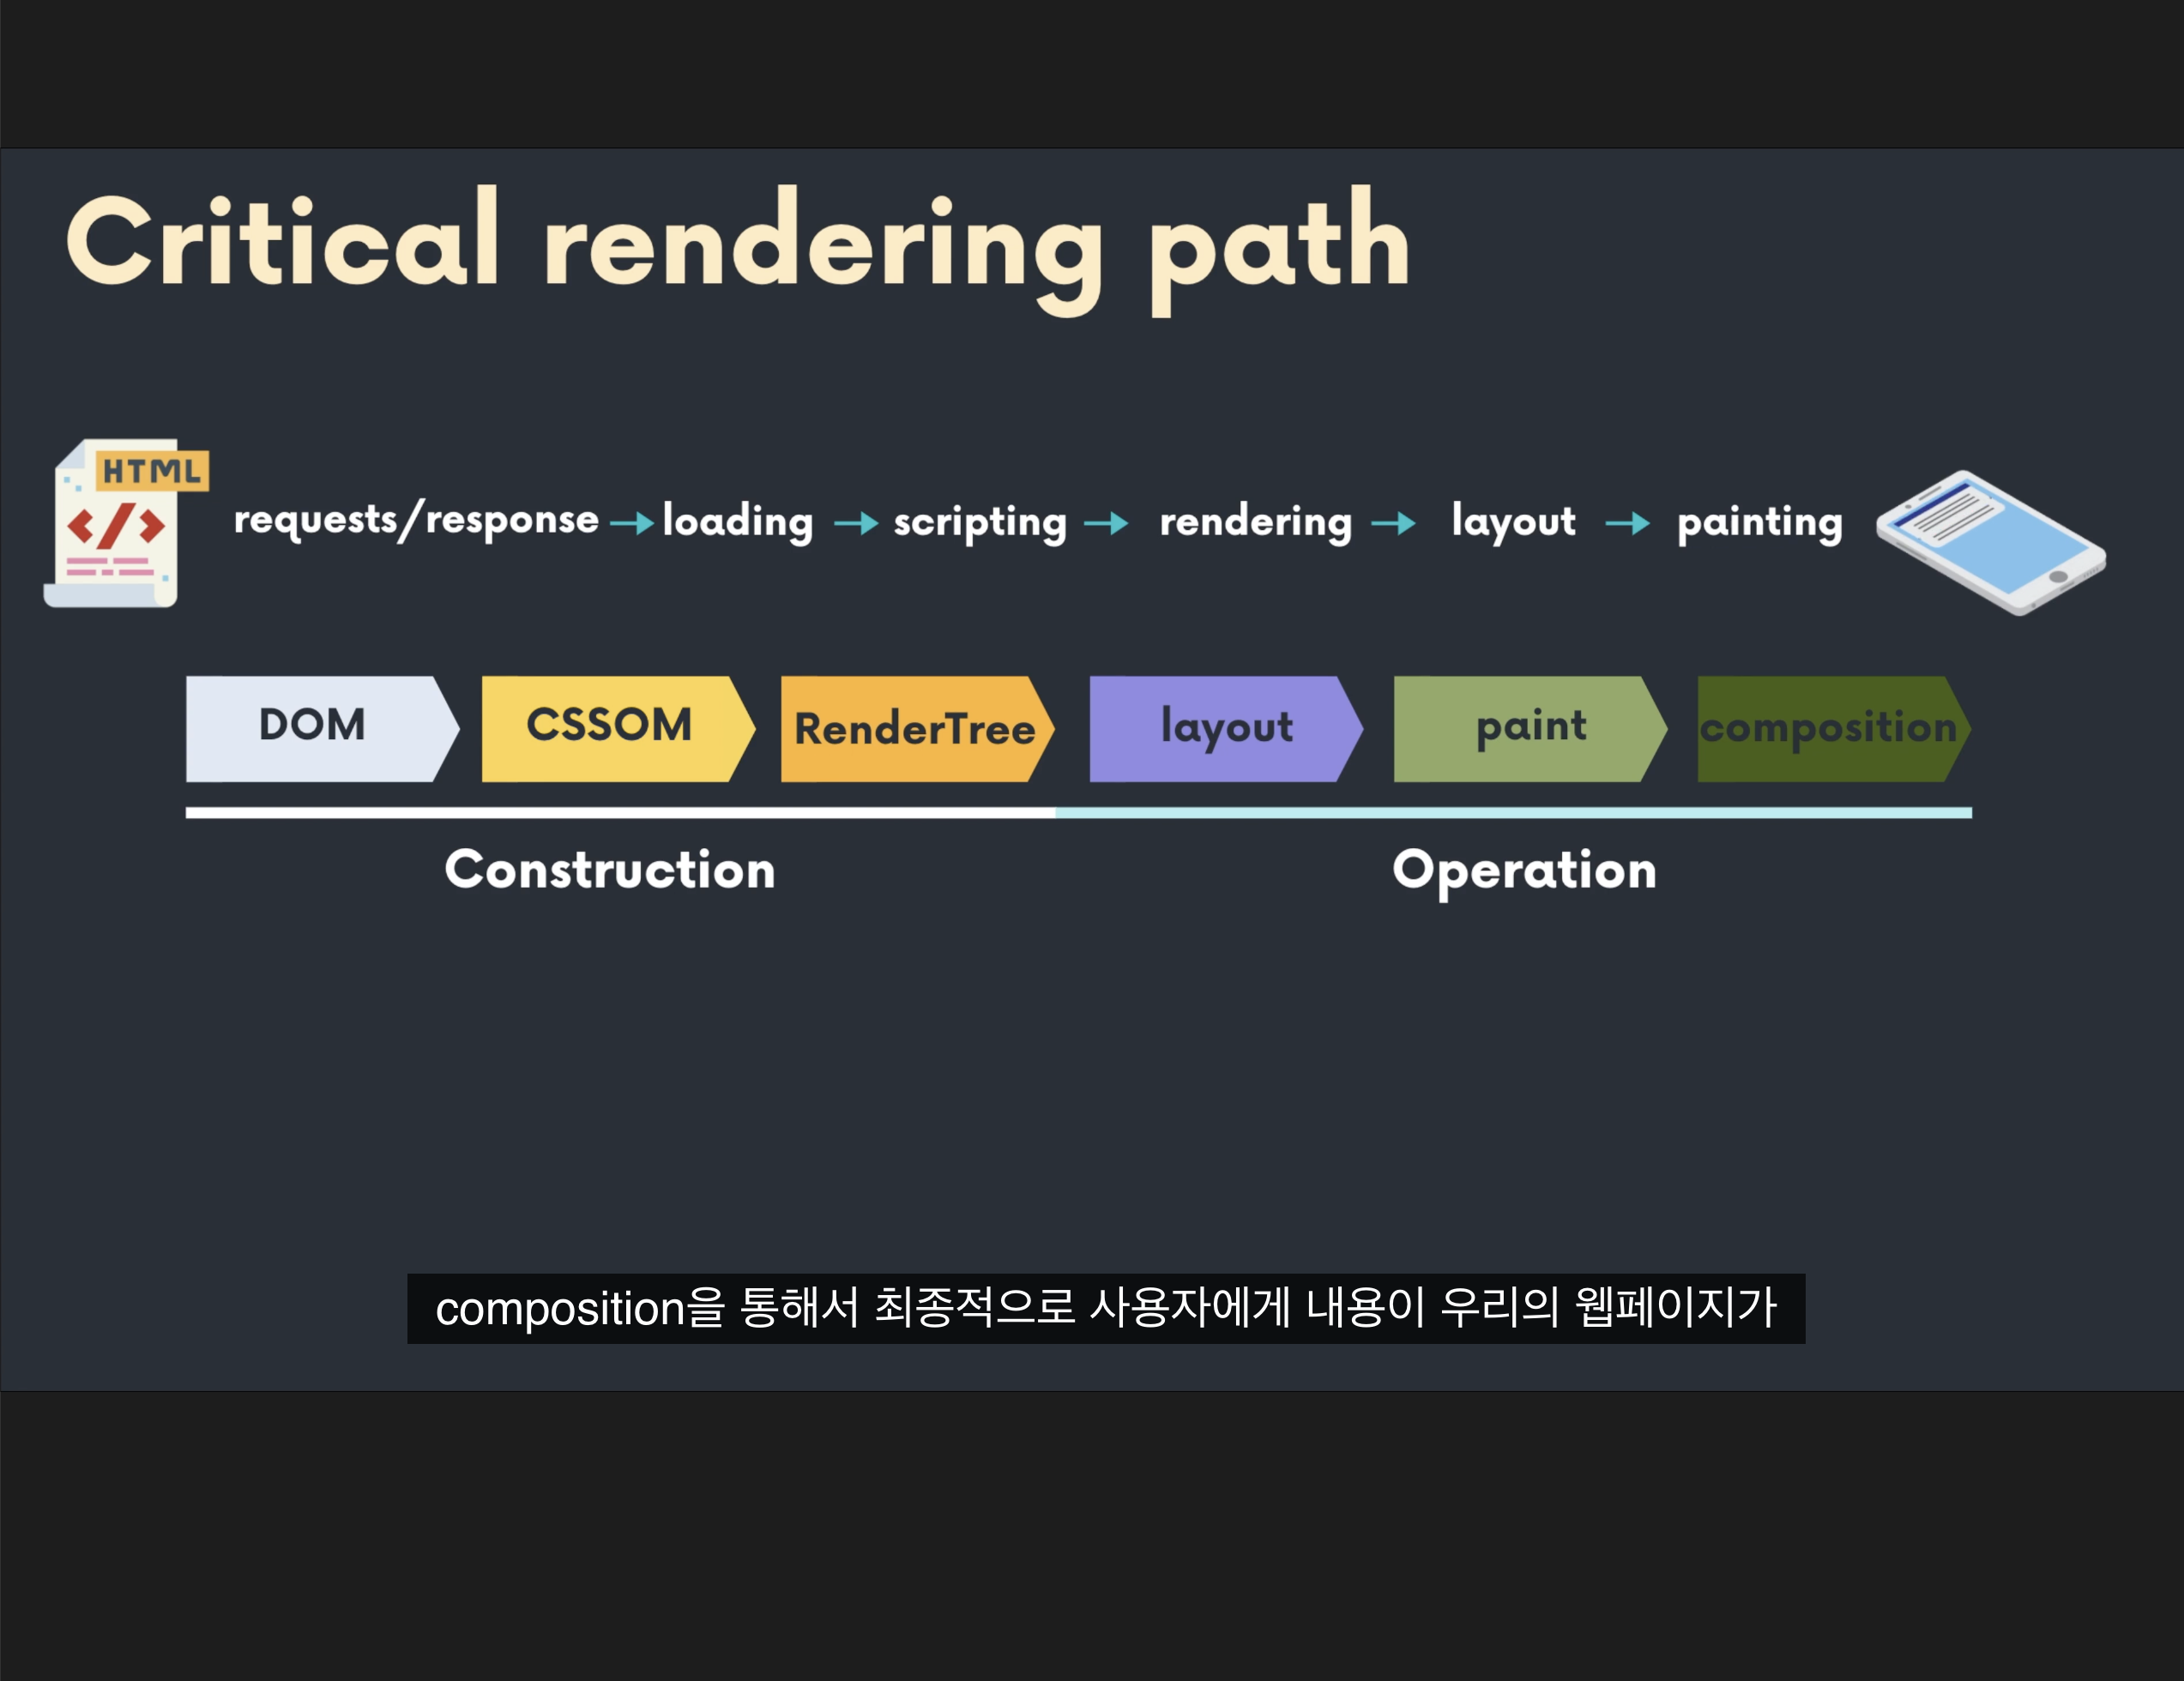 Critical rendering path
HTML
</>
requests/response → loading → scripting → rendering → layout → painting
DOM CSSOM RenderTree layout paint composition
Construction Operation
composition을 통해서 최종적으로 사용자에게 내용이 우리의 웹페이지가